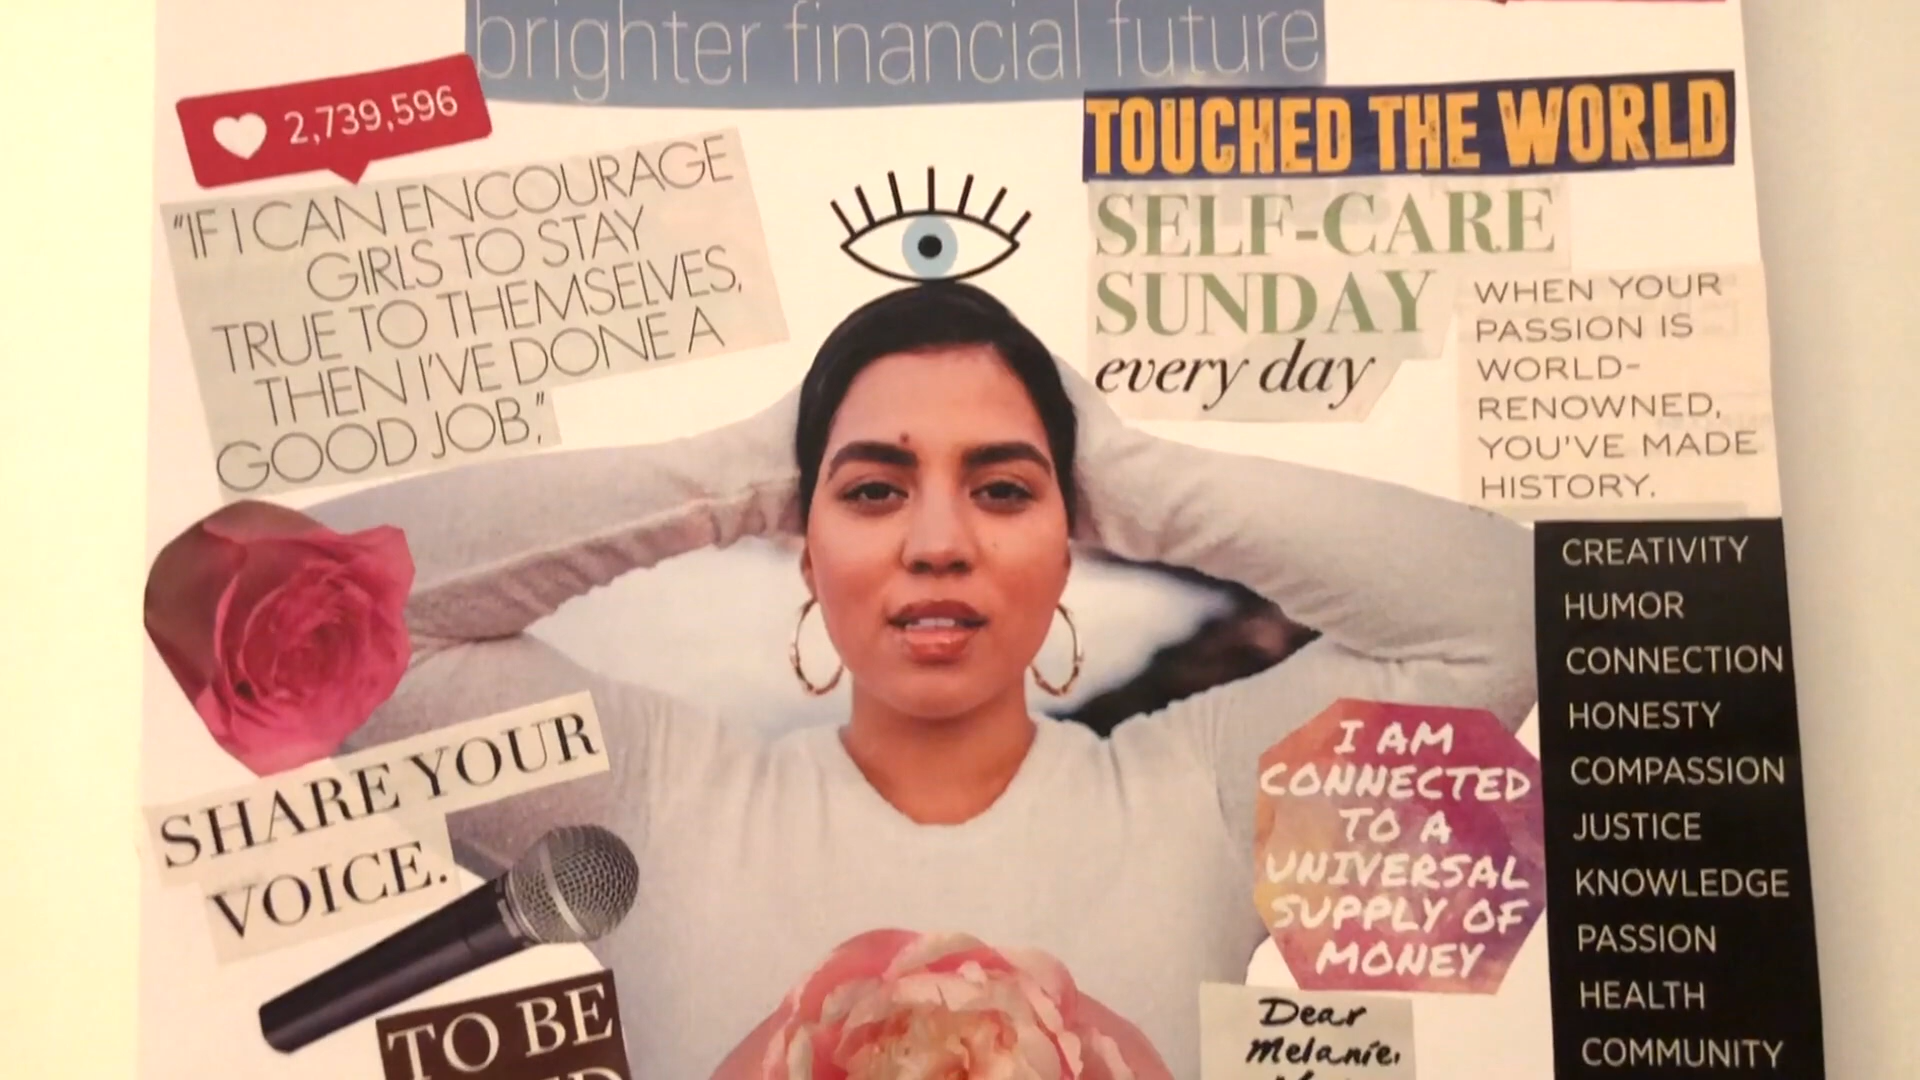 brighter financial future
2,739,596
"IF I CAN ENCOURAGE
GIRLS TO STAY
TRUE TO THEMSELVES,
THEN I'VE DONE A
GOOD JOB,"
TOUCHED THE WORLD
SELF-CARE
SUNDAY
every day
WHEN YOUR
PASSION IS
WORLD-
RENOWNED,
YOU'VE MADE
HISTORY.
SHARE YOUR
VOICE.
TO BE
I AM
CONNECTED
TO A
UNIVERSAL
SUPPLY OF
MONEY
Dear
Melanie,
CREATIVITY
HUMOR
CONNECTION
HONESTY
COMPASSION
JUSTICE
KNOWLEDGE
PASSION
HEALTH
COMMUNITY